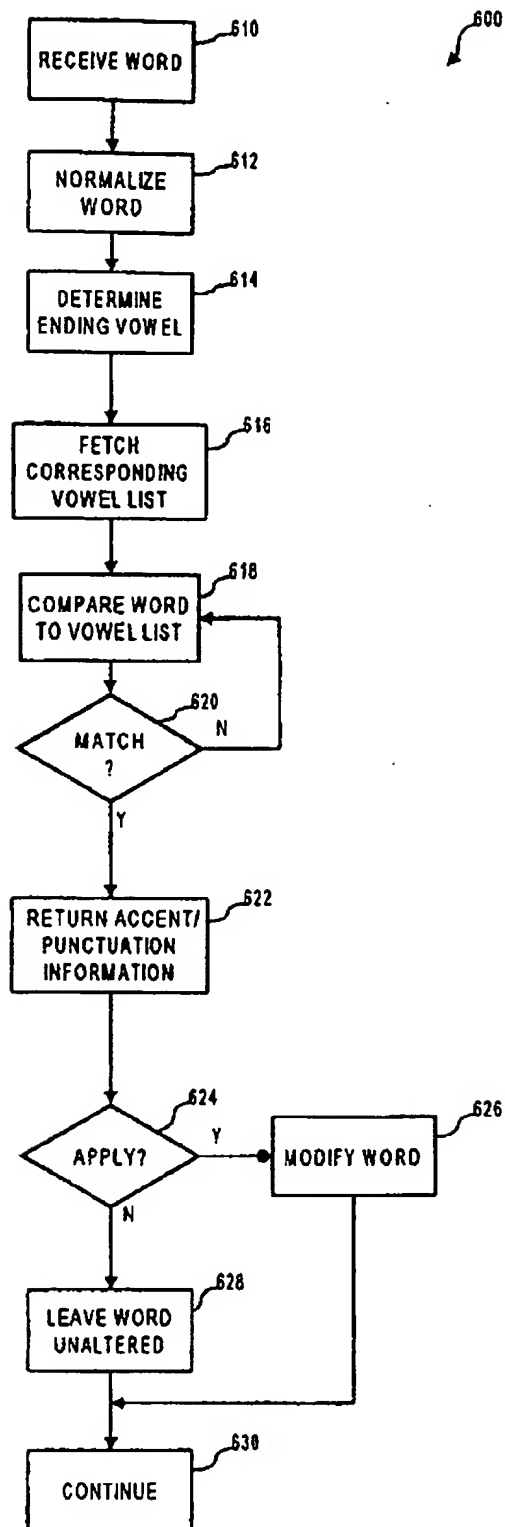 600
610
RECEIVE WORD
612
NORMALIZE
WORD
614
DETERMINE
ENDING VOWEL
616
FETCH
CORRESPONDING
VOWEL LIST
618
COMPARE WORD
TO VOWEL LIST
620
MATCH
?
N
Y
622
RETURN ACCENT/
PUNCTUATION
INFORMATION
624
APPLY?
Y
N
626
MODIFY WORD
628
LEAVE WORD
UNALTERED
630
CONTINUE